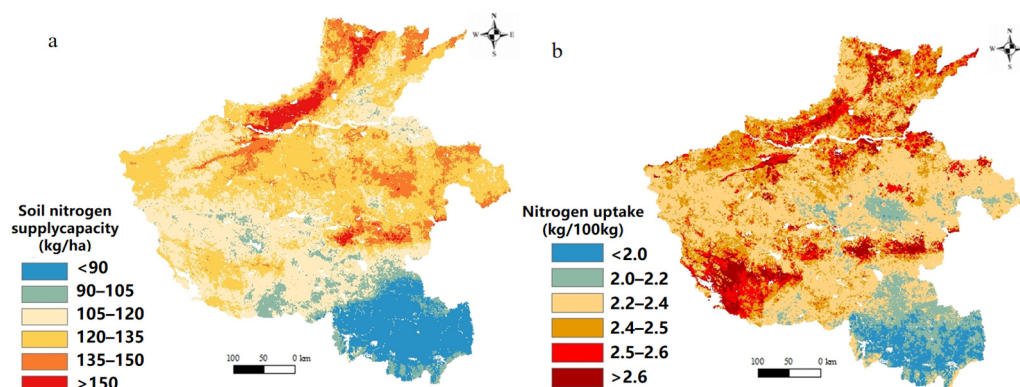 a
N
W E
S
Soil nitrogen
supplycapacity
(kg/ha)
<90
90–105
105–120
120–135
135–150
>150
100 50 0 km
b
N
W E
S
Nitrogen uptake
(kg/100kg)
<2.0
2.0–2.2
2.2–2.4
2.4–2.5
2.5–2.6
>2.6
100 50 0 km